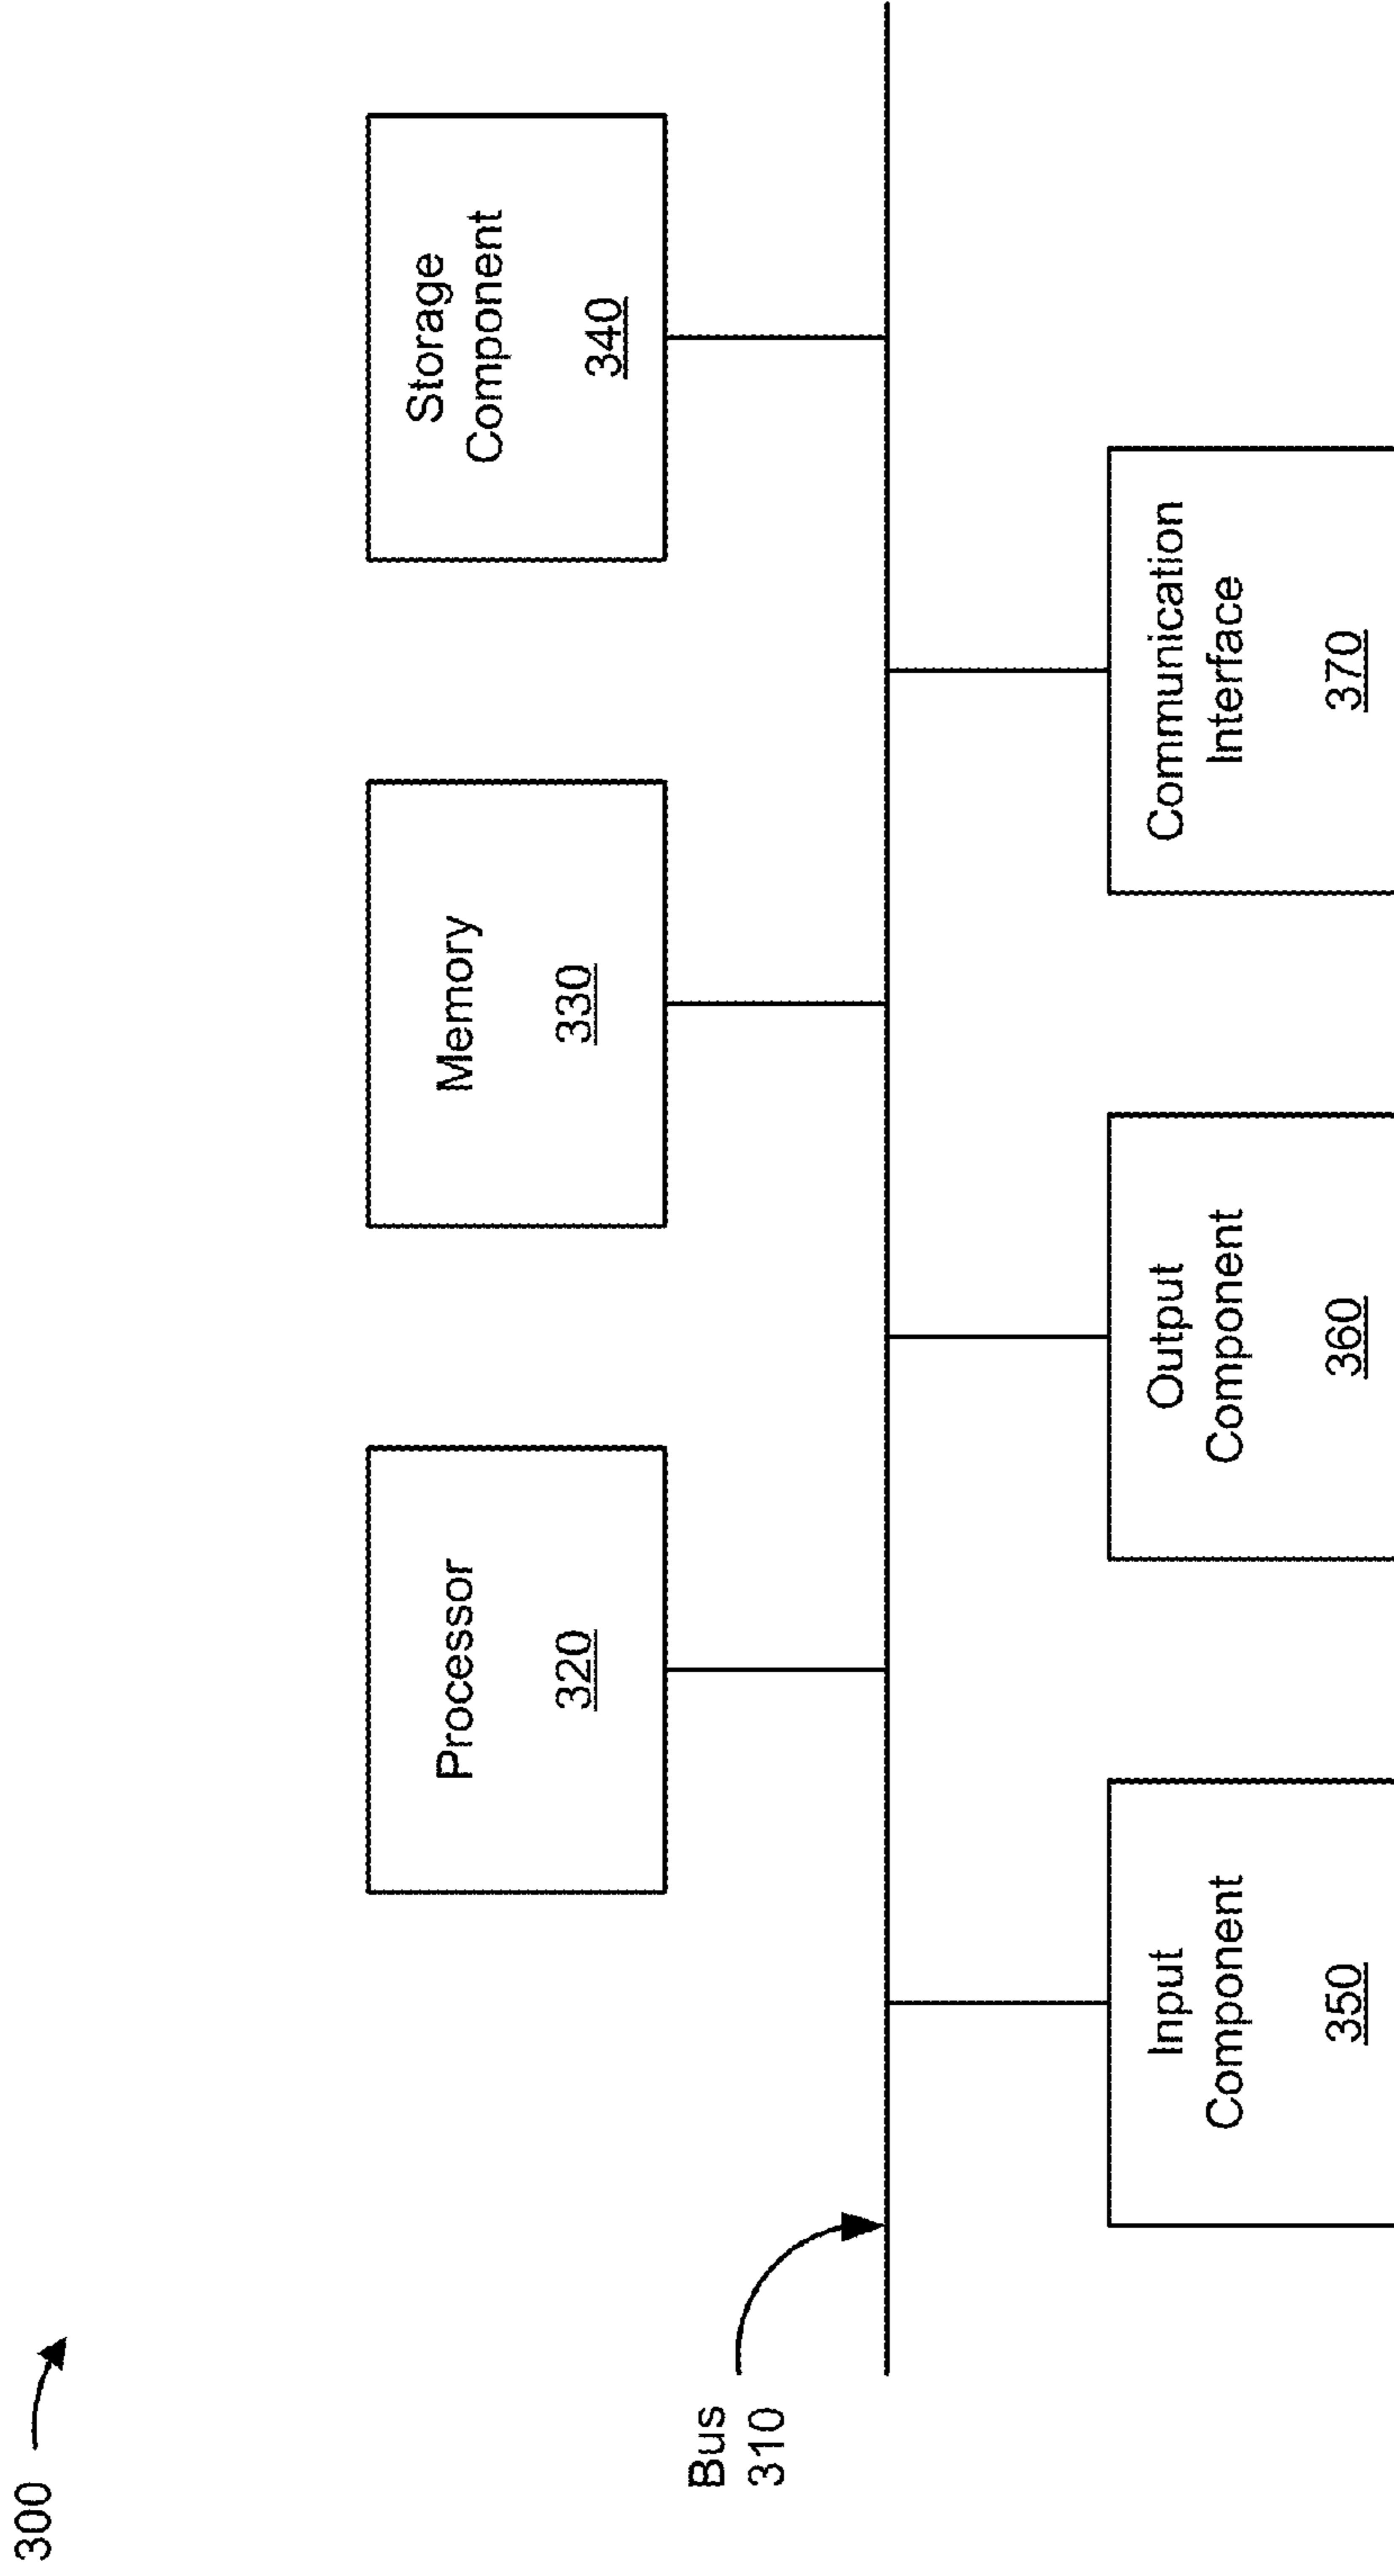 300
Processor
320
Memory
330
Storage
Component
340
Bus
310
Input
Component
350
Output
Component
360
Communication
Interface
370